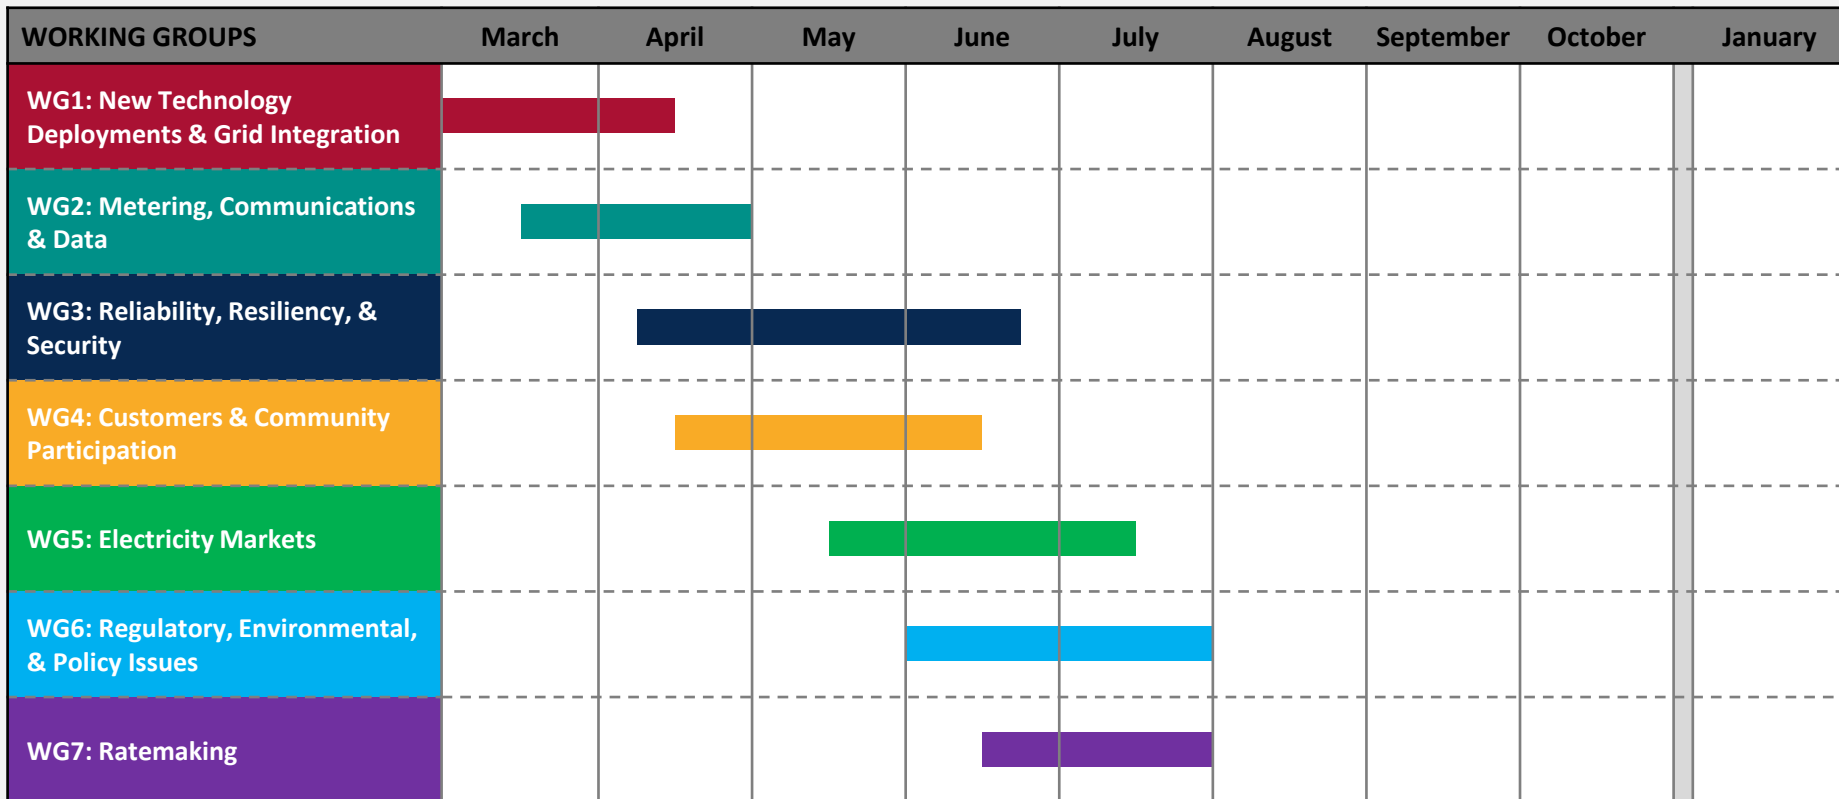 WORKING GROUPS March April May June July August September October January
WG1: New Technology
Deployments & Grid Integration
WG2: Metering, Communications
& Data
WG3: Reliability, Resiliency, &
Security
WG4: Customers & Community
Participation
WG5: Electricity Markets
WG6: Regulatory, Environmental,
& Policy Issues
WG7: Ratemaking